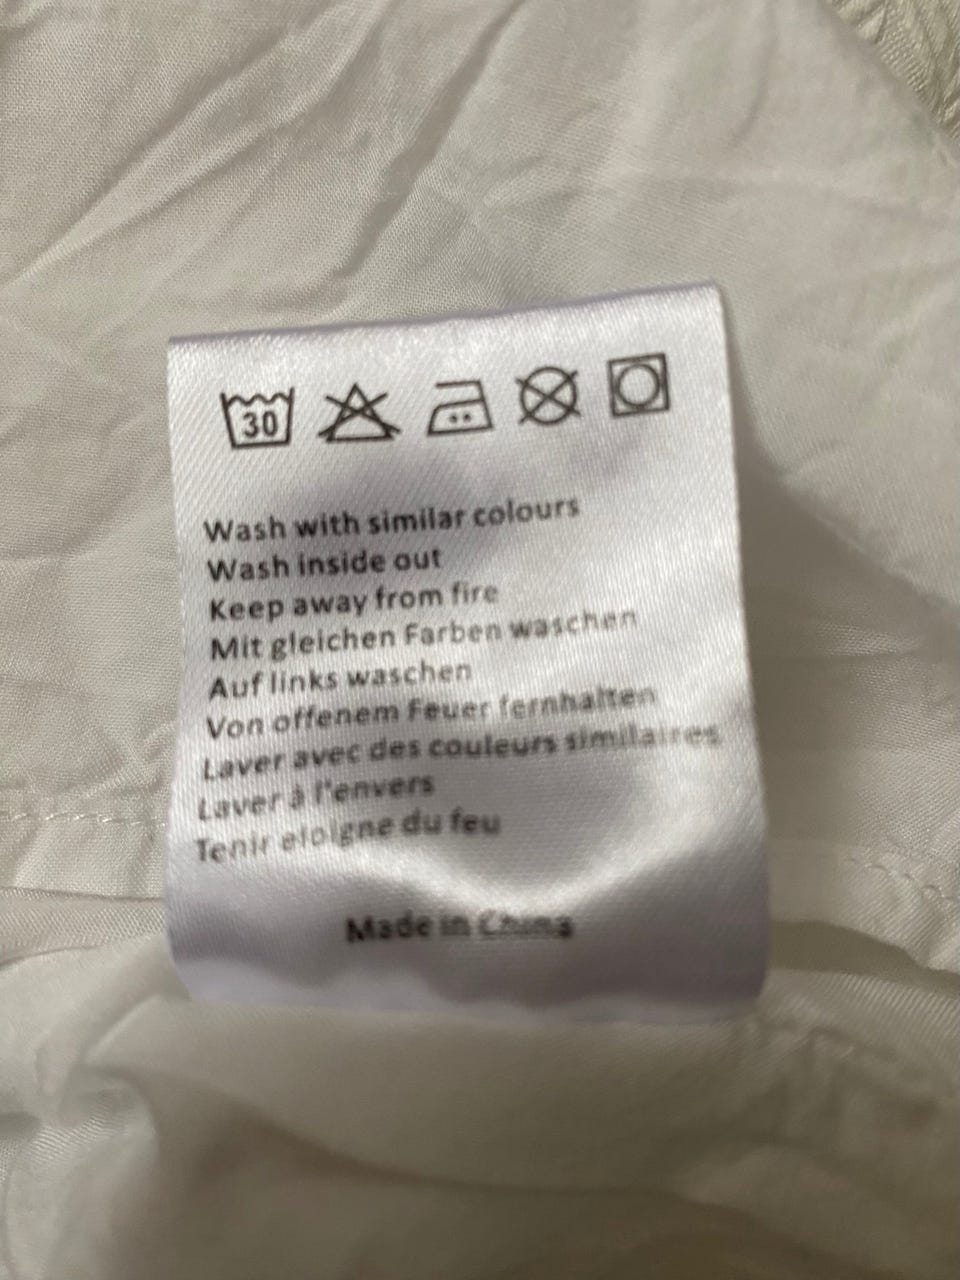 30
Wash with similar colours
Wash inside out
Keep away from fire
Mit gleichen Farben waschen
Auf links waschen
Von offenem Feuer fernhalten
Laver avec des couleurs similaires
Laver à l'envers
Tenir eloigne du feu
Made in China